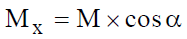 Mₓ = M × cos α